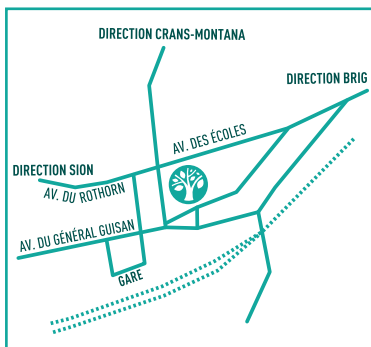 DIRECTION CRANS-MONTANA
DIRECTION BRIG
AV. DES ÉCOLES
DIRECTION SION
AV. DU ROTHORN
AV. DU GÉNÉRAL GUISAN
GARE